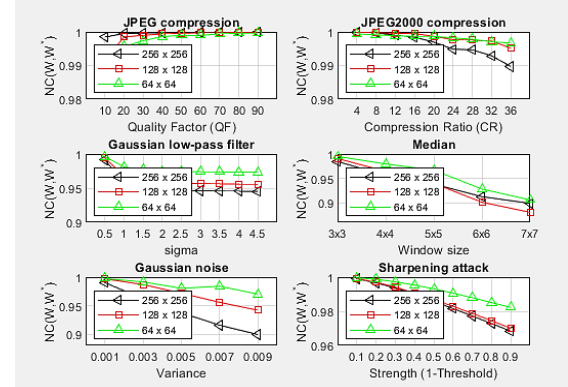 JPEG compression
NC(W,W*)
1
0.99
0.98
256 x 256
128 x 128
64 x 64
10 20 30 40 50 60 70 80 90
Quality Factor (QF)
JPEG2000 compression
NC(W,W*)
1
0.99
0.98
256 x 256
128 x 128
64 x 64
4 8 12 16 20 24 28 32 36
Compression Ratio (CR)
Gaussian low-pass filter
NC(W,W*)
1
0.95
0.9
256 x 256
128 x 128
64 x 64
0.5 1 1.5 2 2.5 3 3.5 4 4.5
sigma
Median
NC(W,W*)
1
0.95
0.9
256 x 256
128 x 128
64 x 64
3x3 4x4 5x5 6x6 7x7
Window size
Gaussian noise
NC(W,W*)
1
0.95
0.9
256 x 256
128 x 128
64 x 64
0.001 0.003 0.005 0.007 0.009
Variance
Sharpening attack
NC(W,W*)
1
0.98
0.96
256 x 256
128 x 128
64 x 64
0.1 0.2 0.3 0.4 0.5 0.6 0.7 0.8 0.9
Strength (1-Threshold)